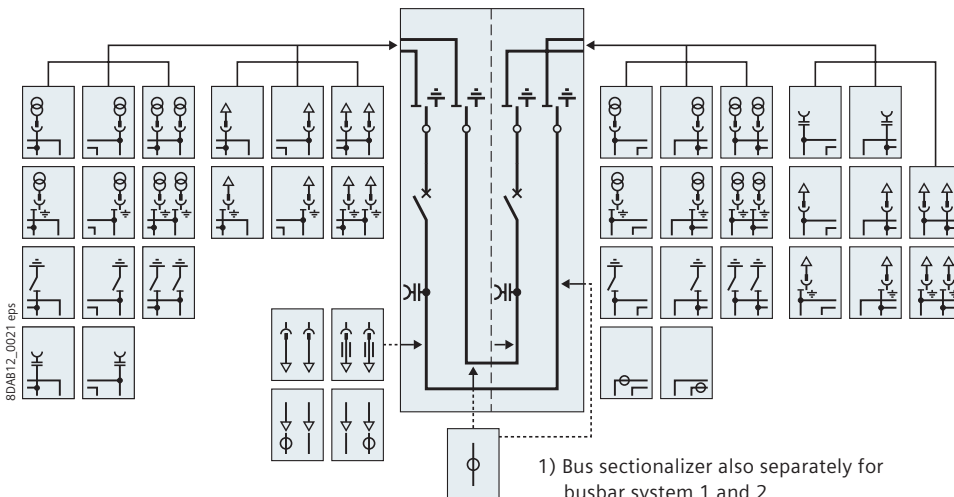 8DAB12_0021 eps
1) Bus sectionalizer also separately for
busbar system 1 and 2